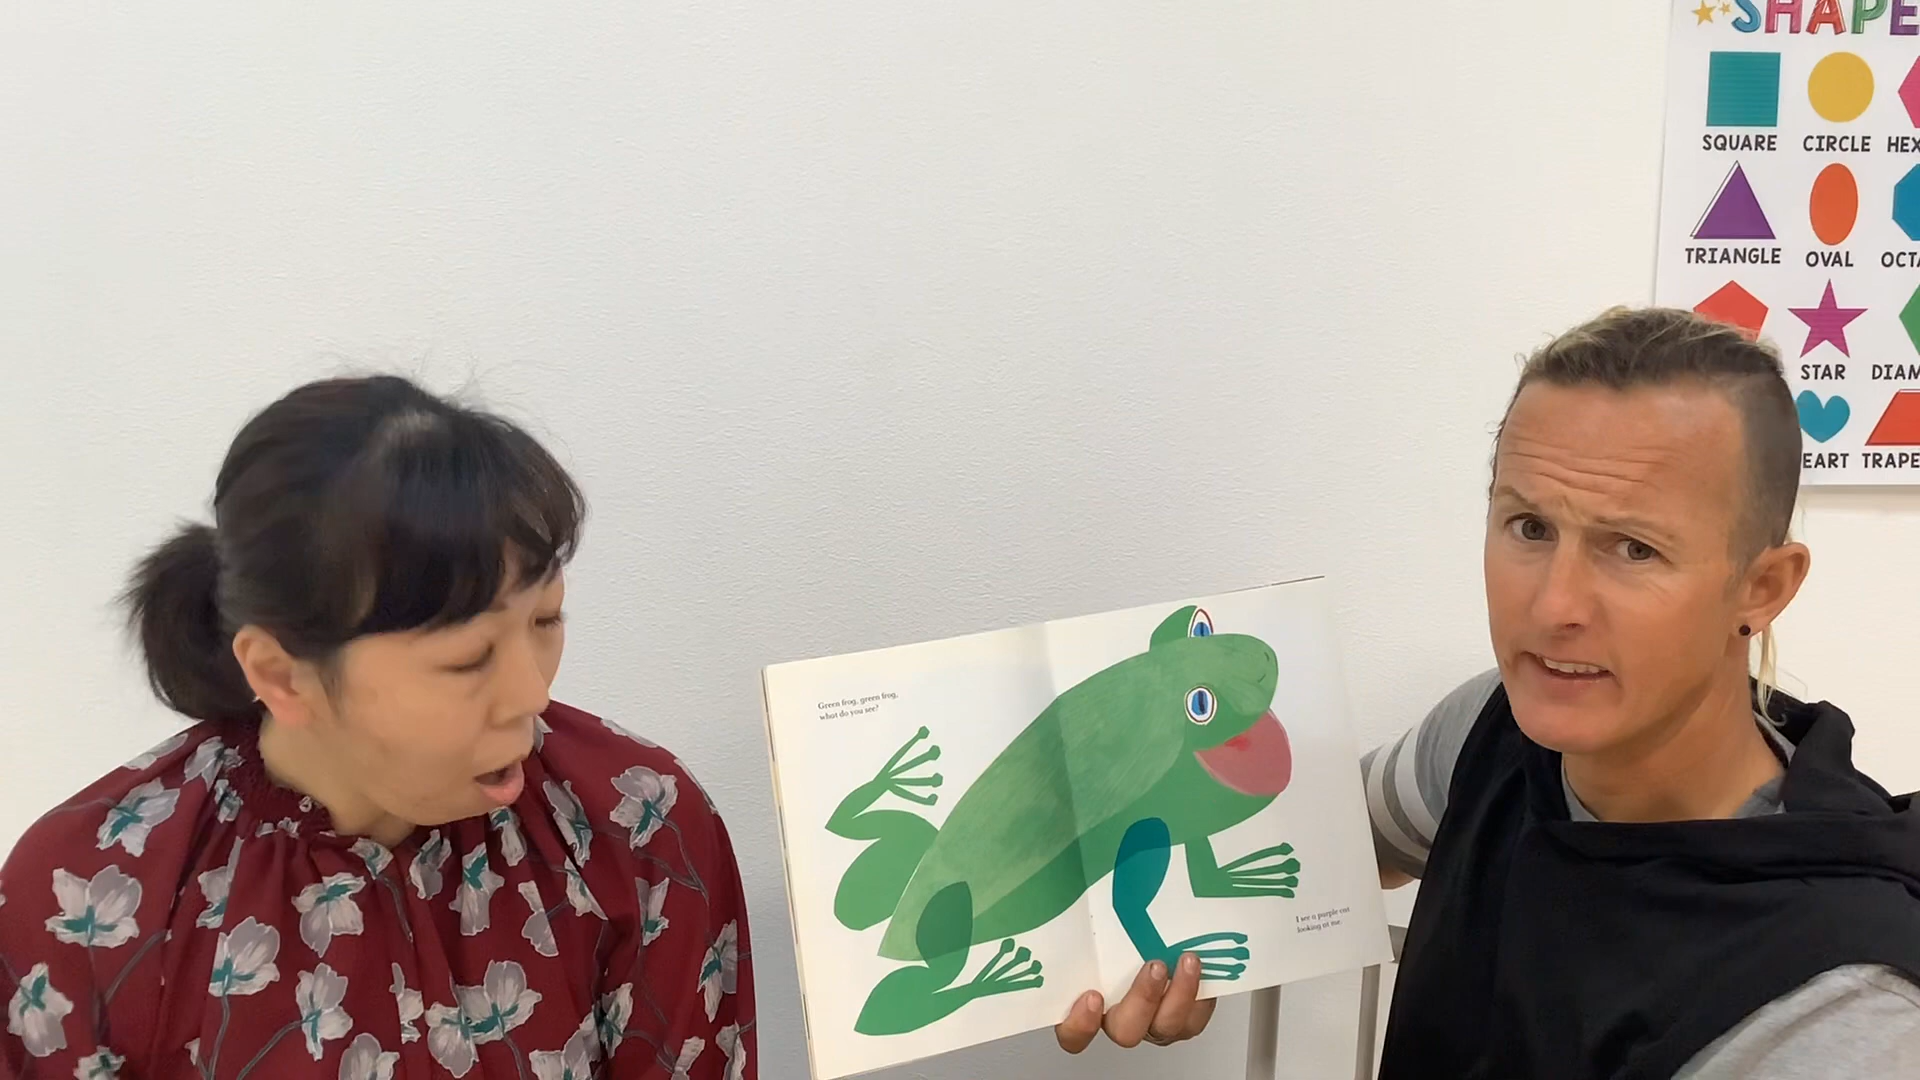 SHAPE
SQUARE CIRCLE HEX
TRIANGLE OVAL OCTA
STAR DIAM
EART TRAPE
Green frog, green frog,
what do you see?
I see a purple cat
looking at me.